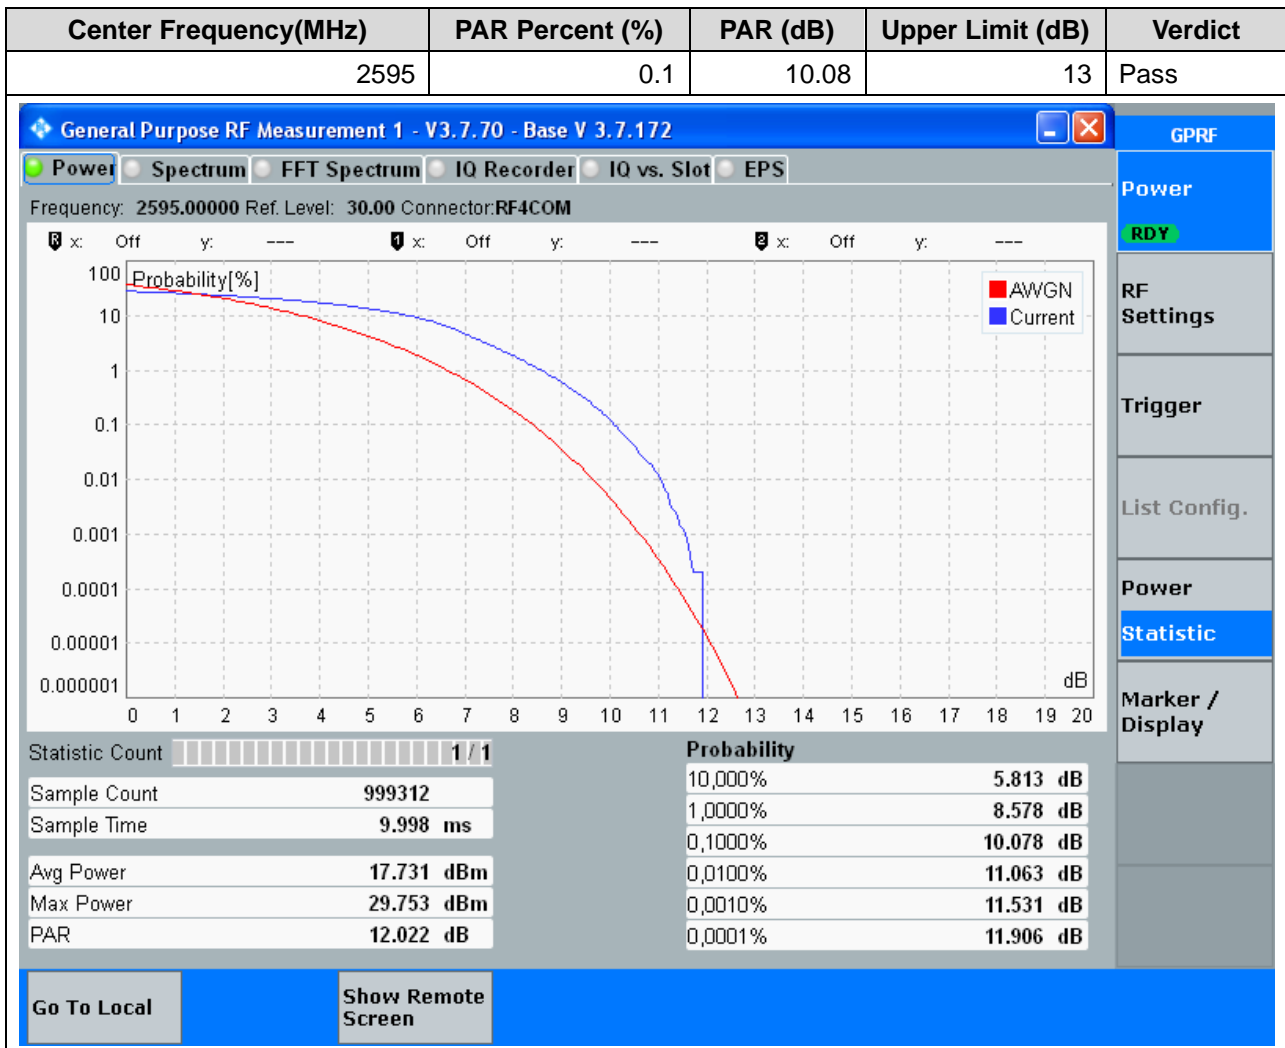 Center Frequency(MHz) PAR Percent (%) PAR (dB) Upper Limit (dB) Verdict
2595 0.1 10.08 13 Pass
General Purpose RF Measurement 1 - V3.7.70 - Base V 3.7.172
GPRF
Power Spectrum FFT Spectrum IQ Recorder IQ vs. Slot EPS
Power
RDY
Frequency: 2595.00000 Ref. Level: 30.00 Connector:RF4COM
R x: Off y: --- 1 x: Off y: --- 2 x: Off y: ---
Probability[%]
AWGN
Current
100
10
1
0.1
0.01
0.001
0.0001
0.00001
0.000001
dB
0 1 2 3 4 5 6 7 8 9 10 11 12 13 14 15 16 17 18 19 20
RF
Settings
Trigger
List Config.
Power
Statistic
Marker /
Display
Statistic Count 1 / 1
Sample Count 999312
Sample Time 9.998 ms
Avg Power 17.731 dBm
Max Power 29.753 dBm
PAR 12.022 dB
Probability
10,000% 5.813 dB
1,0000% 8.578 dB
0,1000% 10.078 dB
0,0100% 11.063 dB
0,0010% 11.531 dB
0,0001% 11.906 dB
Go To Local
Show Remote
Screen